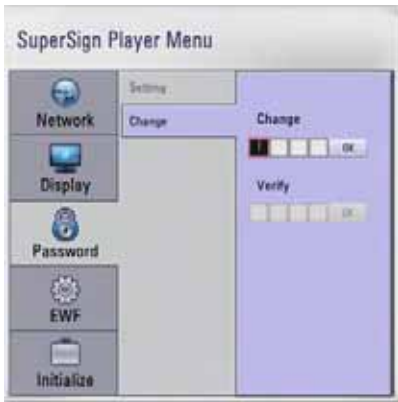 SuperSign Player Menu
Network
Display
Password
EWF
Initialize
Setting
Change
Change
OK
Verify
OK